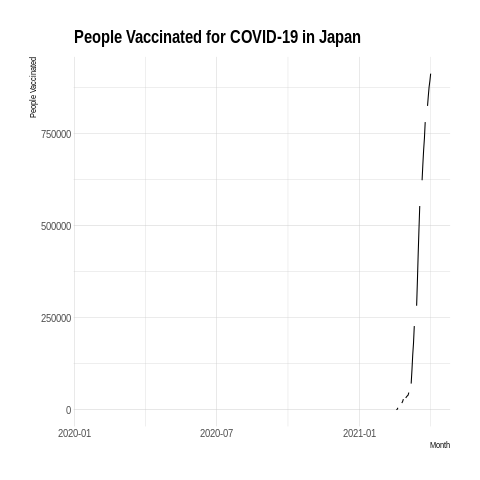 People Vaccinated for COVID-19 in Japan
People Vaccinated
750000
500000
250000
0
2020-01 2020-07 2021-01
Month